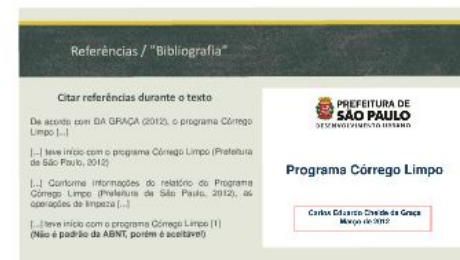 Referências / "Bibliografia"
Citar referências durante o texto
De acordo com DA GRAÇA (2012), o programa Córrego
Limpo [...]
[...] teve início com o programa Córrego Limpo (Prefeitura
de São Paulo, 2012)
[...] Conforme informações do relatório do Programa
Córrego Limpo (Prefeitura de São Paulo, 2012), as
operações de limpeza [...]
[...] teve início com o programa Córrego Limpo [1]
(Não é padrão da ABNT, porém é aceitável)
PREFEITURA DE
SÃO PAULO
DESENVOLVIMENTO URBANO
Programa Córrego Limpo
Carlos Eduardo Cheide da Graça
Março de 2012